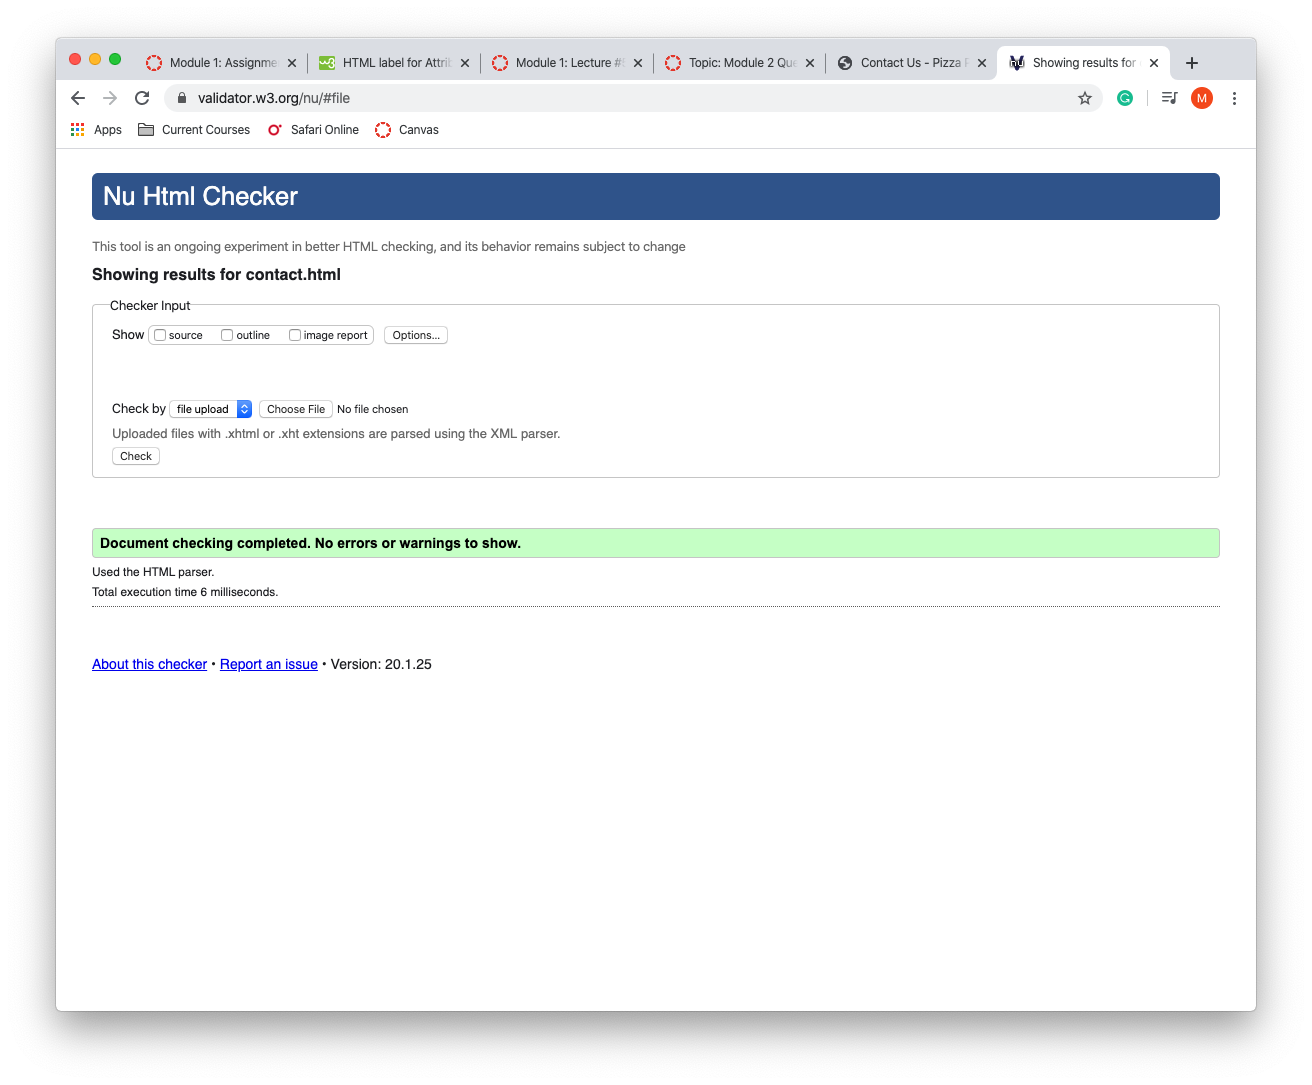 Module 1: Assignme
HTML label for Attrib
Module 1: Lecture #
Topic: Module 2 Que
Contact Us - Pizza
Showing results for
validator.w3.org/nu/#file
M
Apps
Current Courses
Safari Online
Canvas
Nu Html Checker
This tool is an ongoing experiment in better HTML checking, and its behavior remains subject to change
Showing results for contact.html
Checker Input
Show source outline image report Options...
Check by file upload Choose File No file chosen
Uploaded files with .xhtml or .xht extensions are parsed using the XML parser.
Check
Document checking completed. No errors or warnings to show.
Used the HTML parser.
Total execution time 6 milliseconds.
About this checker • Report an issue • Version: 20.1.25